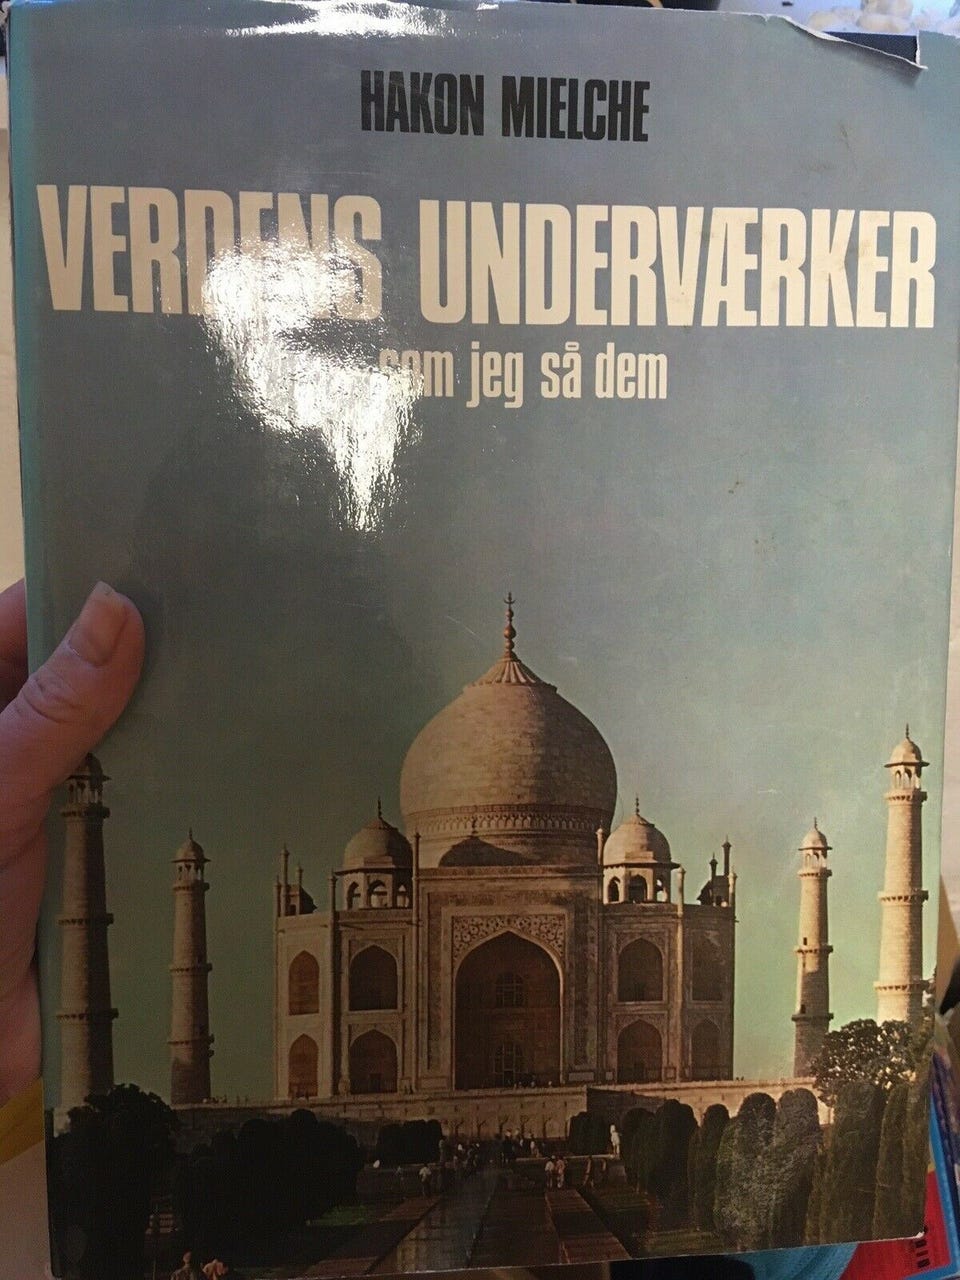 HAKON MIELCHE
VERDENS UNDERVÆRKER
som jeg så dem